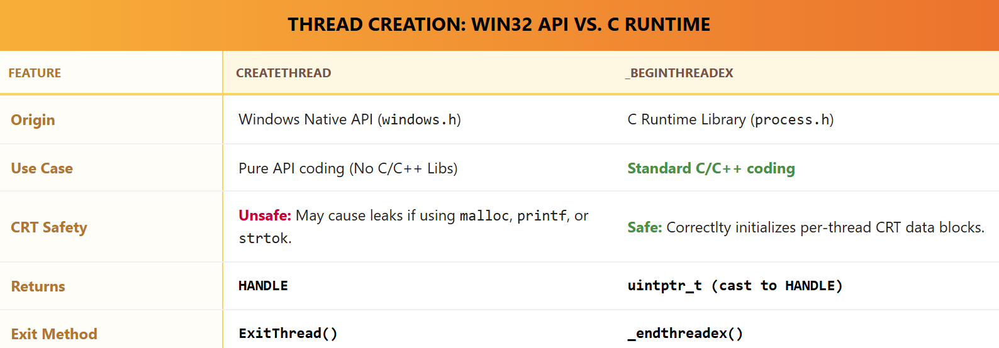 THREAD CREATION: WIN32 API VS. C RUNTIME
FEATURE CREATETHREAD _BEGINTHREADEX
Origin Windows Native API (windows.h) C Runtime Library (process.h)
Use Case Pure API coding (No C/C++ Libs) Standard C/C++ coding
CRT Safety Unsafe: May cause leaks if using malloc, printf, or
strtok. Safe: Correctlty initializes per-thread CRT data blocks.
Returns HANDLE uintptr_t (cast to HANDLE)
Exit Method ExitThread() _endthreadex()